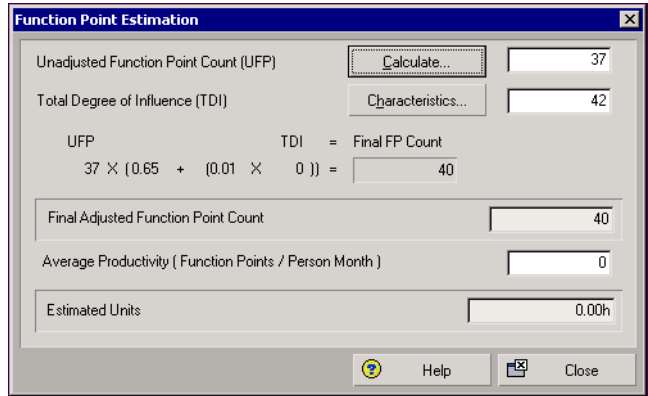 Function Point Estimation
Unadjusted Function Point Count (UFP) Calculate... 37
Total Degree of Influence (TDI) Characteristics... 42
UFP TDI = Final FP Count
37 X ( 0.65 + (0.01 X 0 )) = 40
Final Adjusted Function Point Count 40
Average Productivity ( Function Points / Person Month ) 0
Estimated Units 0.00h
Help Close